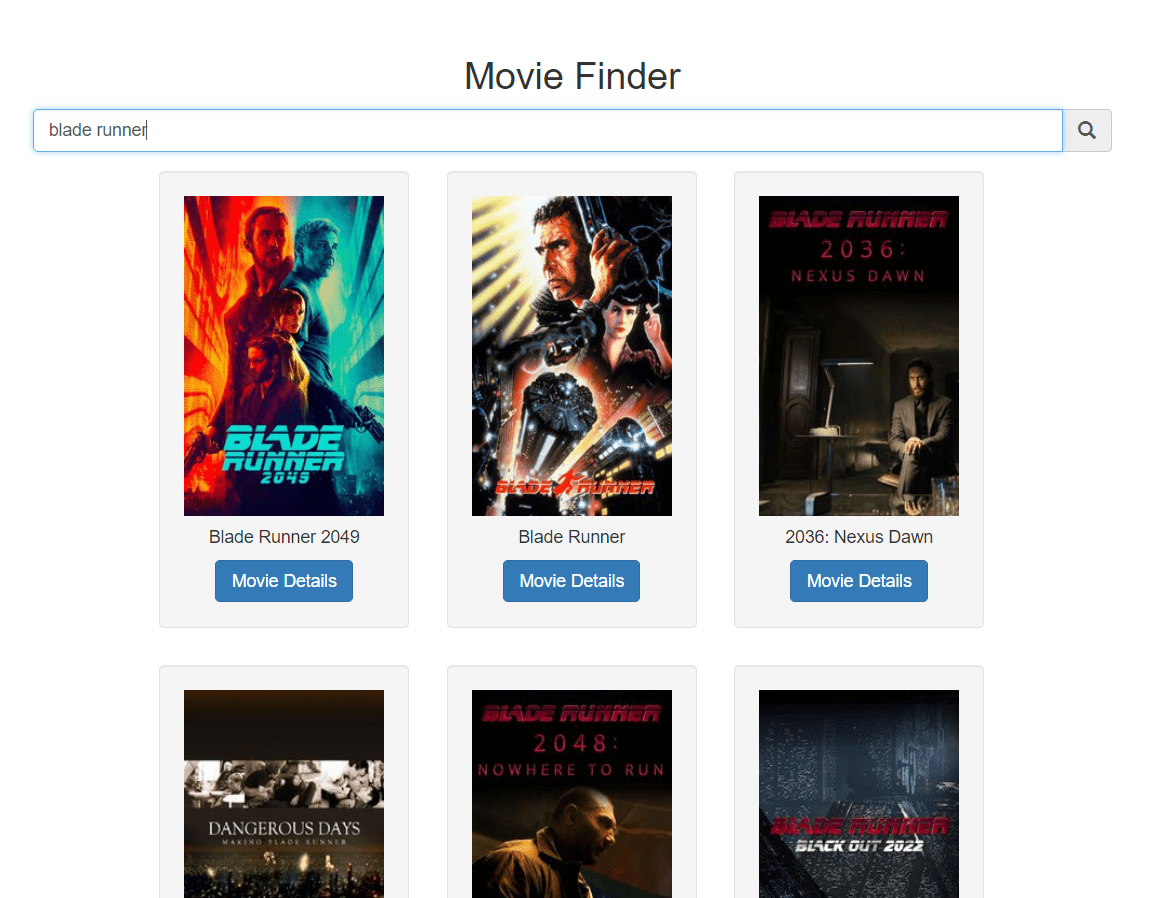 Movie Finder
blade runner
BLADE
RUNNER
2049
BLADE RUNNER
BLADE RUNNER
2036:
NEXUS DAWN
Blade Runner 2049
Blade Runner
2036: Nexus Dawn
Movie Details
Movie Details
Movie Details
DANGEROUS DAYS
MAKING BLADE RUNNER
BLADE RUNNER
2048:
NOWHERE TO RUN
BLADE RUNNER
BLACK OUT 2022